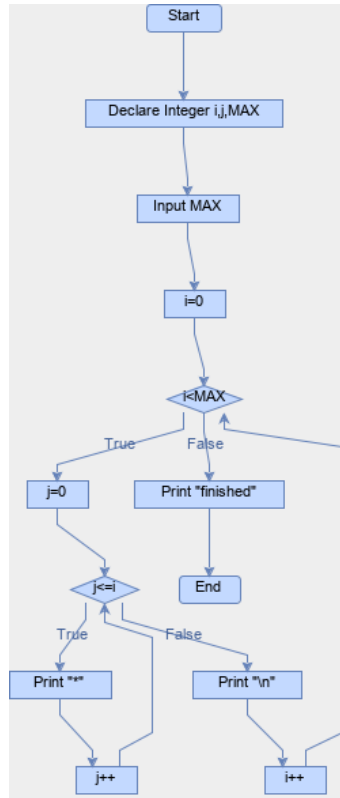 Start
Declare Integer i,j,MAX
Input MAX
i=0
i<MAX
True
False
j=0
Print "finished"
j<=i
End
True
False
Print "*"
Print "\n"
j++
i++